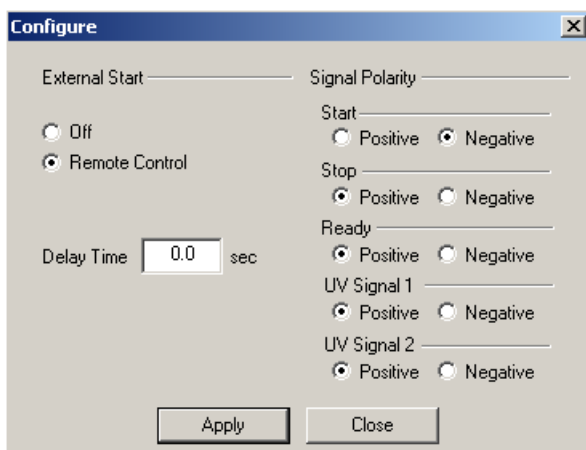 Configure
External Start
Off
Remote Control
Delay Time 0.0 sec
Signal Polarity
Start
Positive Negative
Stop
Positive Negative
Ready
Positive Negative
UV Signal 1
Positive Negative
UV Signal 2
Positive Negative
Apply Close